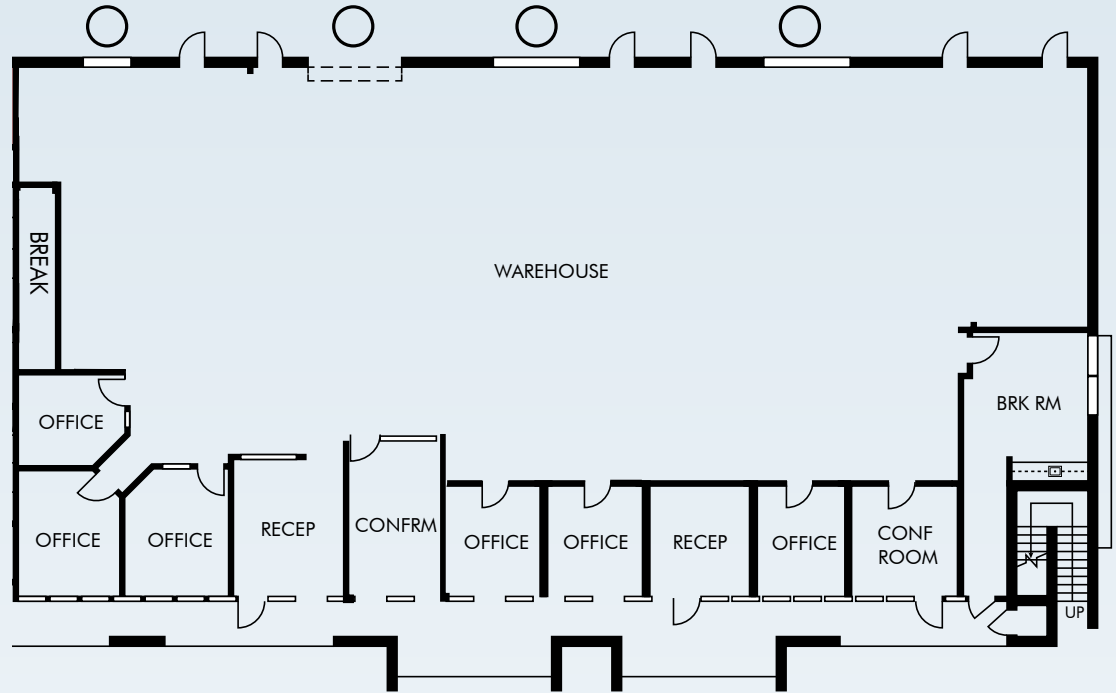 BREAK
WAREHOUSE
OFFICE
BRK RM
OFFICE
OFFICE
RECEP
CONFRM
OFFICE
OFFICE
RECEP
OFFICE
CONF
ROOM
UP